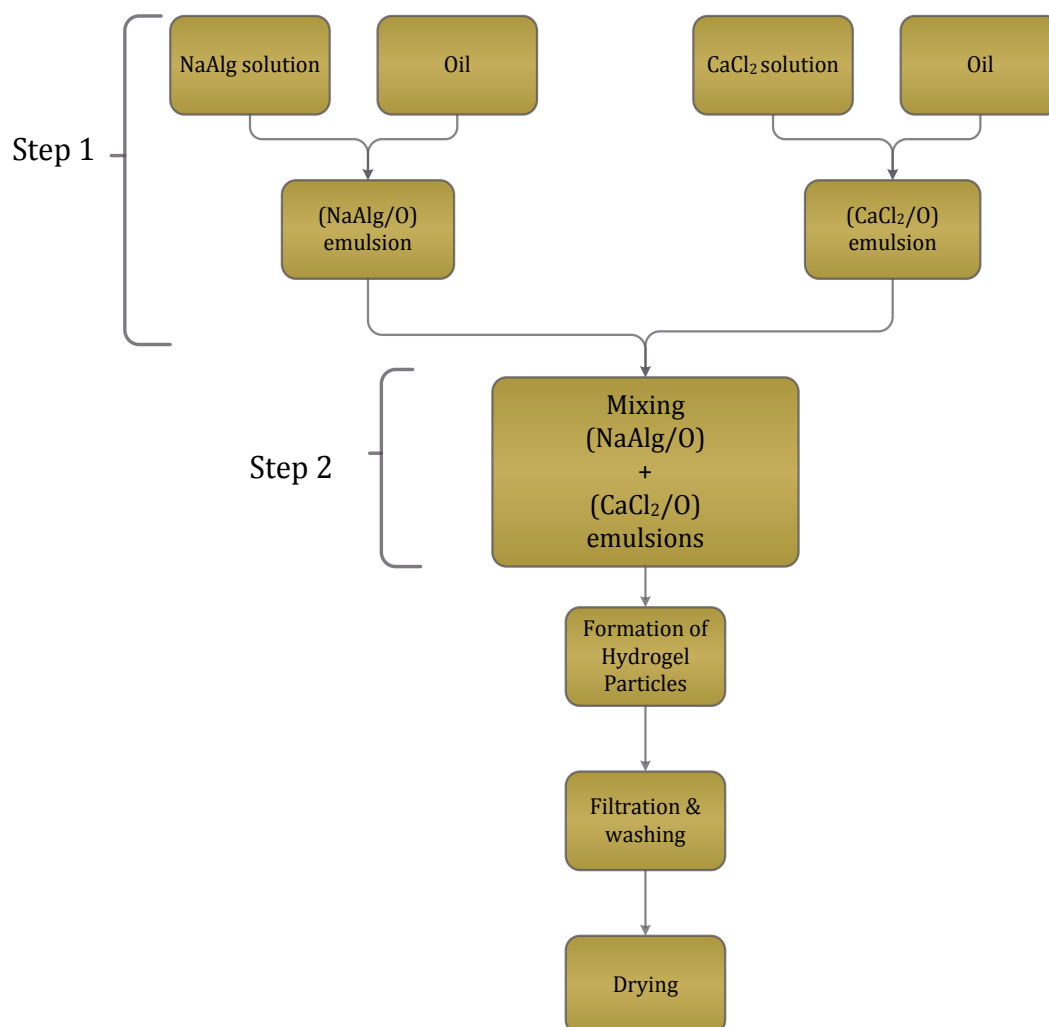 NaAlg solution
Oil
CaCl₂ solution
Oil
Step 1
(NaAlg/O)
emulsion
(CaCl₂/O)
emulsion
Step 2
Mixing
(NaAlg/O)
+
(CaCl₂/O)
emulsions
Formation of
Hydrogel
Particles
Filtration &
washing
Drying